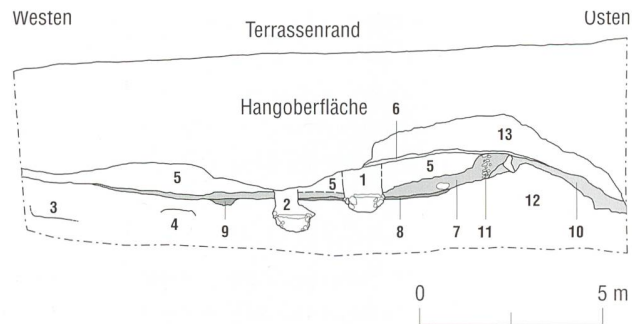 Westen Osten
Terrassenrand
Hangoberfläche 6
13
5 5 1 5
3 2 12
4 9 8 7 11 10
0 5 m